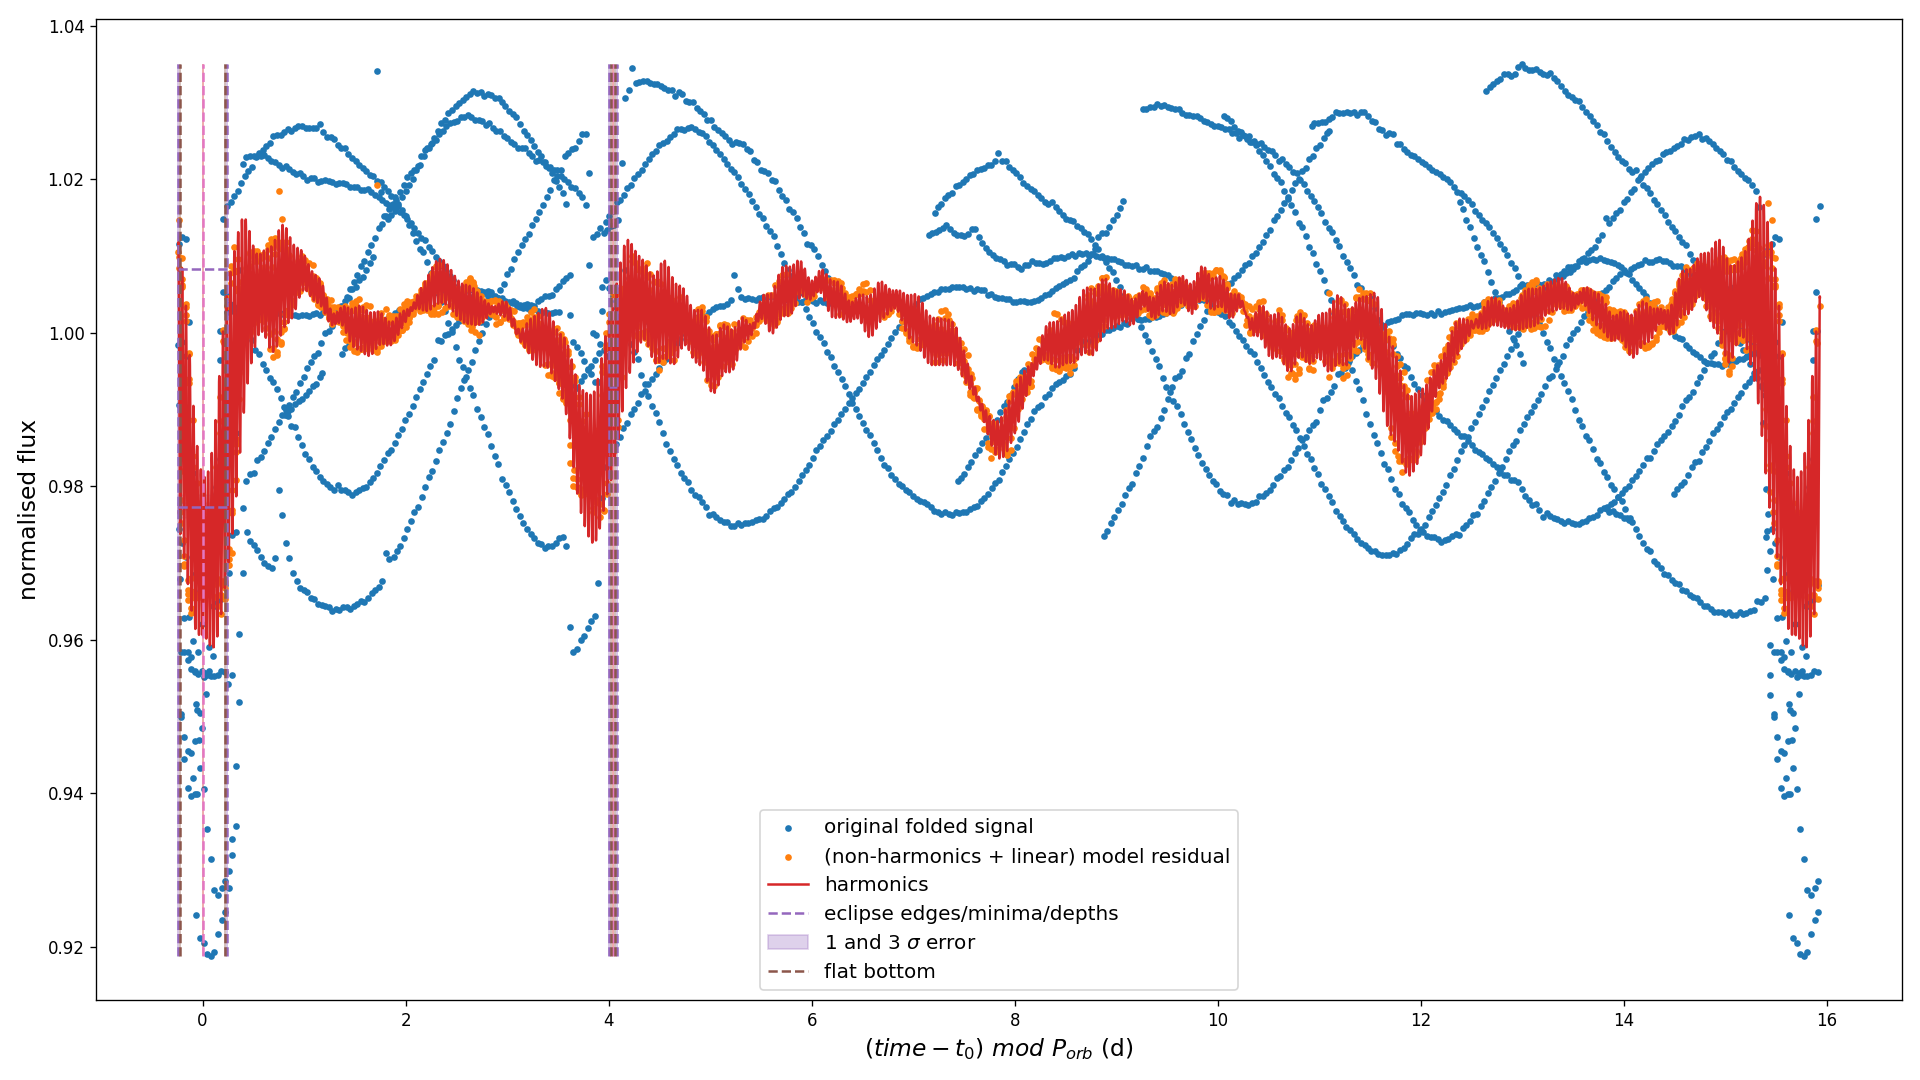 1.04
1.02
1.00
0.98
0.96
0.94
0.92
normalised flux
original folded signal
(non-harmonics + linear) model residual
harmonics
eclipse edges/minima/depths
1 and 3 σ error
flat bottom
0 2 4 6 8 10 12 14 16
(time − t₀) mod P_orb (d)